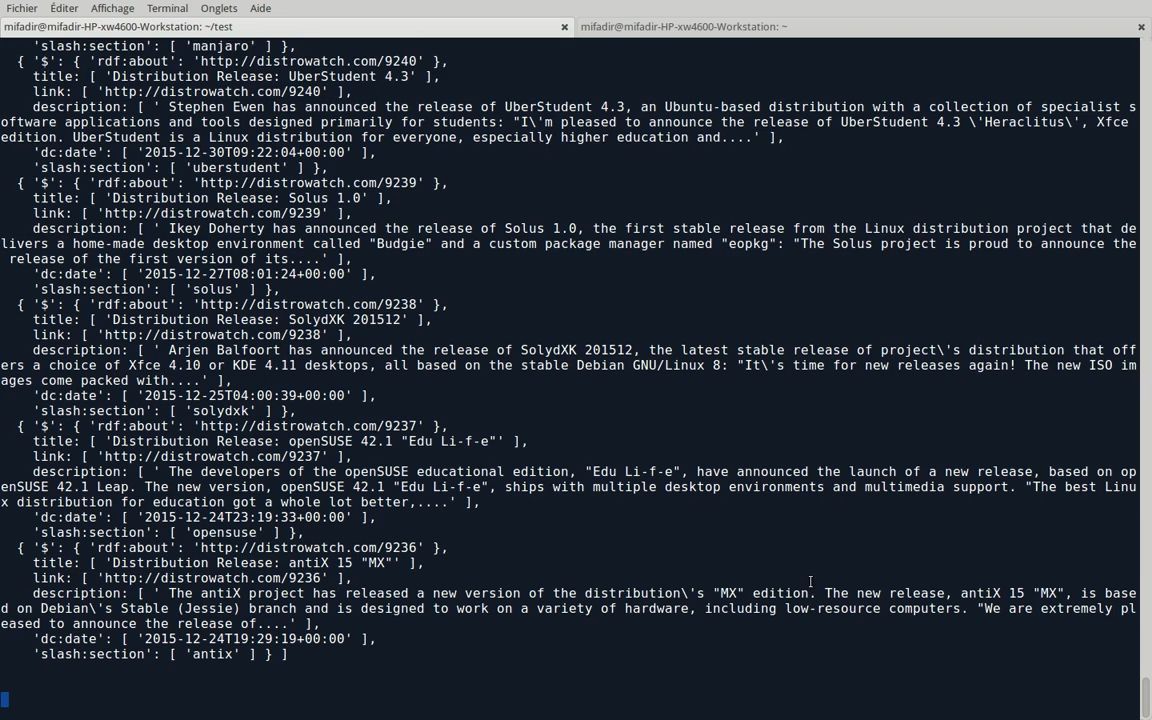 Fichier Éditer Affichage Terminal Onglets Aide
mifadir@mifadir-HP-xw4600-Workstation: ~/test
mifadir@mifadir-HP-xw4600-Workstation: ~
    'slash:section': [ 'manjaro' ] },
  { '$': { 'rdf:about': 'http://distrowatch.com/9240' },
    title: [ 'Distribution Release: UberStudent 4.3' ],
    link: [ 'http://distrowatch.com/9240' ],
    description: [ ' Stephen Ewen has announced the release of UberStudent 4.3, an Ubuntu-based distribution with a collection of specialist s
oftware applications and tools designed primarily for students: "I\'m pleased to announce the release of UberStudent 4.3 \'Heraclitus\', Xfce
edition. UberStudent is a Linux distribution for everyone, especially higher education and....' ],
    'dc:date': [ '2015-12-30T09:22:04+00:00' ],
    'slash:section': [ 'uberstudent' ] },
  { '$': { 'rdf:about': 'http://distrowatch.com/9239' },
    title: [ 'Distribution Release: Solus 1.0' ],
    link: [ 'http://distrowatch.com/9239' ],
    description: [ ' Ikey Doherty has announced the release of Solus 1.0, the first stable release from the Linux distribution project that de
livers a home-made desktop environment called "Budgie" and a custom package manager named "eopkg": "The Solus project is proud to announce the
 release of the first version of its....' ],
    'dc:date': [ '2015-12-27T08:01:24+00:00' ],
    'slash:section': [ 'solus' ] },
  { '$': { 'rdf:about': 'http://distrowatch.com/9238' },
    title: [ 'Distribution Release: SolydXK 201512' ],
    link: [ 'http://distrowatch.com/9238' ],
    description: [ ' Arjen Balfoort has announced the release of SolydXK 201512, the latest stable release of project\'s distribution that off
ers a choice of Xfce 4.10 or KDE 4.11 desktops, all based on the stable Debian GNU/Linux 8: "It\'s time for new releases again! The new ISO im
ages come packed with....' ],
    'dc:date': [ '2015-12-25T04:00:39+00:00' ],
    'slash:section': [ 'solydxk' ] },
  { '$': { 'rdf:about': 'http://distrowatch.com/9237' },
    title: [ 'Distribution Release: openSUSE 42.1 "Edu Li-f-e"' ],
    link: [ 'http://distrowatch.com/9237' ],
    description: [ ' The developers of the openSUSE educational edition, "Edu Li-f-e", have announced the launch of a new release, based on op
enSUSE 42.1 Leap. The new version, openSUSE 42.1 "Edu Li-f-e", ships with multiple desktop environments and multimedia support. "The best Linu
x distribution for education got a whole lot better,....' ],
    'dc:date': [ '2015-12-24T23:19:33+00:00' ],
    'slash:section': [ 'opensuse' ] },
  { '$': { 'rdf:about': 'http://distrowatch.com/9236' },
    title: [ 'Distribution Release: antiX 15 "MX"' ],
    link: [ 'http://distrowatch.com/9236' ],
    description: [ ' The antiX project has released a new version of the distribution\'s "MX" edition. The new release, antiX 15 "MX", is base
d on Debian\'s Stable (Jessie) branch and is designed to work on a variety of hardware, including low-resource computers. "We are extremely pl
eased to announce the release of....' ],
    'dc:date': [ '2015-12-24T19:29:19+00:00' ],
    'slash:section': [ 'antix' ] } ]